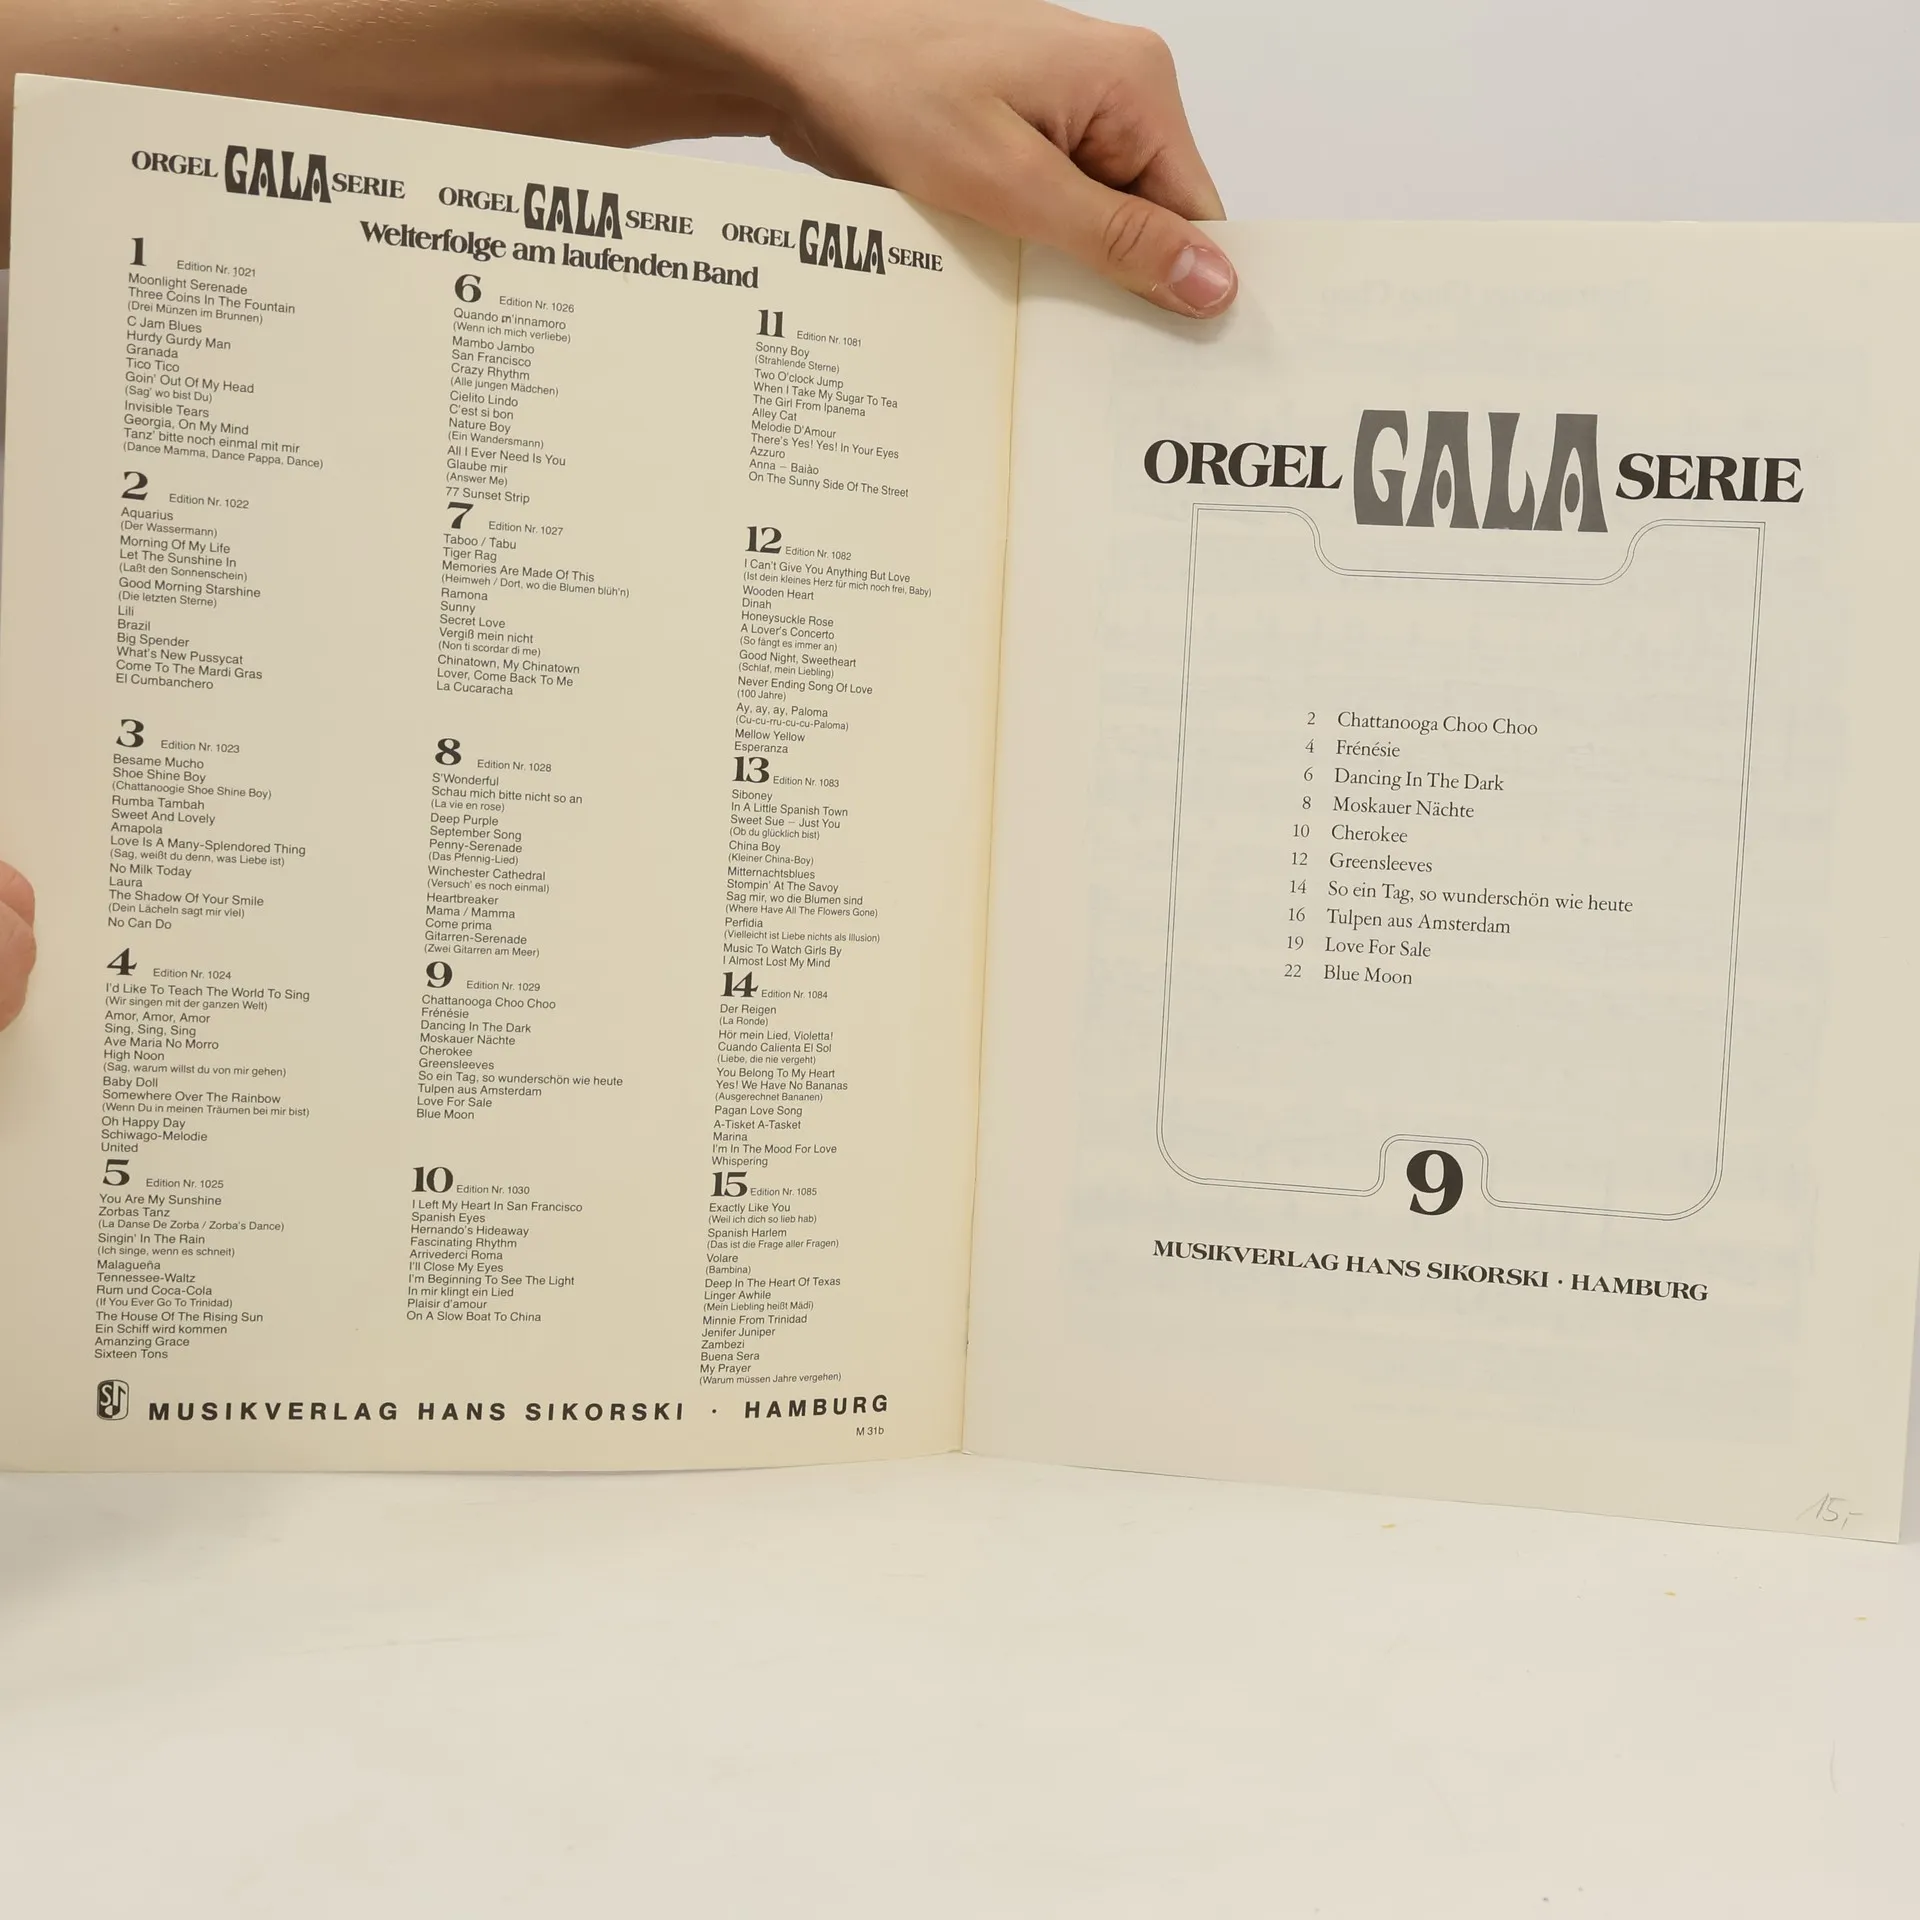 ORGEL GALA SERIE ORGEL GALA SERIE ORGEL GALA SERIE
Welterfolge am laufenden Band
1 Edition Nr. 1021
Moonlight Serenade
Three Coins In The Fountain
(Drei Münzen im Brunnen)
C Jam Blues
Hurdy Gurdy Man
Granada
Tico Tico
Goin' Out Of My Head
(Sag' wo bist Du)
Invisible Tears
Georgia, On My Mind
Tanz' bitte noch einmal mit mir
(Dance Mamma, Dance Pappa, Dance)
2 Edition Nr. 1022
Aquarius
(Der Wassermann)
Morning Of My Life
Let The Sunshine In
(Laßt den Sonnenschein)
Good Morning Starshine
(Die letzten Sterne)
Lili
Brazil
Big Spender
What's New Pussycat
Come To The Mardi Gras
El Cumbanchero
3 Edition Nr. 1023
Besame Mucho
Shoe Shine Boy
(Chattanoogie Shoe Shine Boy)
Rumba Tambah
Sweet And Lovely
Amapola
Love Is A Many-Splendored Thing
(Sag, weißt du denn, was Liebe ist)
No Milk Today
Laura
The Shadow Of Your Smile
(Dein Lächeln sagt mir viel)
No Can Do
4 Edition Nr. 1024
I'd Like To Teach The World To Sing
(Wir singen mit der ganzen Welt)
Amor, Amor, Amor
Sing, Sing, Sing
Ave Maria No Morro
High Noon
(Sag, warum willst du von mir gehen)
Baby Doll
Somewhere Over The Rainbow
(Wenn Du in meinen Träumen bei mir bist)
Oh Happy Day
Schiwago-Melodie
United
5 Edition Nr. 1025
You Are My Sunshine
Zorbas Tanz
(La Danse De Zorba / Zorba's Dance)
Singin' In The Rain
(Ich singe, wenn es schneit)
Malagueña
Tennessee-Waltz
Rum und Coca-Cola
(If You Ever Go To Trinidad)
The House Of The Rising Sun
Ein Schiff wird kommen
Amanzing Grace
Sixteen Tons
6 Edition Nr. 1026
Quando m'innamoro
(Wenn ich mich verliebe)
Mambo Jambo
San Francisco
Crazy Rhythm
(Alle jungen Mädchen)
Cielito Lindo
C'est si bon
Nature Boy
(Ein Wandersmann)
All I Ever Need Is You
Glaube mir
(Answer Me)
77 Sunset Strip
7 Edition Nr. 1027
Taboo / Tabu
Tiger Rag
Memories Are Made Of This
(Heimweh / Dort, wo die Blumen blüh'n)
Ramona
Sunny
Secret Love
Vergiß mein nicht
(Non ti scordar di me)
Chinatown, My Chinatown
Lover, Come Back To Me
La Cucaracha
8 Edition Nr. 1028
S'Wonderful
Schau mich bitte nicht so an
(La vie en rose)
Deep Purple
September Song
Penny-Serenade
(Das Pfennig-Lied)
Winchester Cathedral
(Versuch' es noch einmal)
Heartbreaker
Mama / Mamma
Come prima
Gitarren-Serenade
(Zwei Gitarren am Meer)
9 Edition Nr. 1029
Chattanooga Choo Choo
Frénésie
Dancing In The Dark
Moskauer Nächte
Cherokee
Greensleeves
So ein Tag, so wunderschön wie heute
Tulpen aus Amsterdam
Love For Sale
Blue Moon
10 Edition Nr. 1030
I Left My Heart In San Francisco
Spanish Eyes
Hernando's Hideaway
Fascinating Rhythm
Arrivederci Roma
I'll Close My Eyes
I'm Beginning To See The Light
In mir klingt ein Lied
Plaisir d'amour
On A Slow Boat To China
11 Edition Nr. 1081
Sonny Boy
(Strahlende Sterne)
Two O'clock Jump
When I Take My Sugar To Tea
The Girl From Ipanema
Alley Cat
Melodie D'Amour
There's Yes! Yes! In Your Eyes
Azzuro
Anna – Baião
On The Sunny Side Of The Street
12 Edition Nr. 1082
I Can't Give You Anything But Love
(Ist dein kleines Herz für mich noch frei, Baby)
Wooden Heart
Dinah
Honeysuckle Rose
A Lover's Concerto
(So fängt es immer an)
Good Night, Sweetheart
(Schlaf, mein Liebling)
Never Ending Song Of Love
(100 Jahre)
Ay, ay, ay, Paloma
(Cu-cu-rru-cu-cu-Paloma)
Mellow Yellow
Esperanza
13 Edition Nr. 1083
Siboney
In A Little Spanish Town
Sweet Sue – Just You
(Ob du glücklich bist)
China Boy
(Kleiner China-Boy)
Mitternachtsblues
Stompin' At The Savoy
Sag mir, wo die Blumen sind
(Where Have All The Flowers Gone)
Perfidia
(Vielleicht ist Liebe nichts als Illusion)
Music To Watch Girls By
I Almost Lost My Mind
14 Edition Nr. 1084
Der Reigen
(La Ronde)
Hör mein Lied, Violetta!
Cuando Calienta El Sol
(Liebe, die nie vergeht)
You Belong To My Heart
Yes! We Have No Bananas
(Ausgerechnet Bananen)
Pagan Love Song
A-Tisket A-Tasket
Marina
I'm In The Mood For Love
Whispering
15 Edition Nr. 1085
Exactly Like You
(Weil ich dich so lieb hab)
Spanish Harlem
(Das ist die Frage aller Fragen)
Volare
(Bambina)
Deep In The Heart Of Texas
Linger Awhile
(Mein Liebling heißt Mädi)
Minnie From Trinidad
Jenifer Juniper
Zambezi
Buena Sera
My Prayer
(Warum müssen Jahre vergehen)
MUSIKVERLAG HANS SIKORSKI · HAMBURG
M 31b
ORGEL GALA SERIE
2 Chattanooga Choo Choo
4 Frénésie
6 Dancing In The Dark
8 Moskauer Nächte
10 Cherokee
12 Greensleeves
14 So ein Tag, so wunderschön wie heute
16 Tulpen aus Amsterdam
19 Love For Sale
22 Blue Moon
9
MUSIKVERLAG HANS SIKORSKI · HAMBURG
15,-